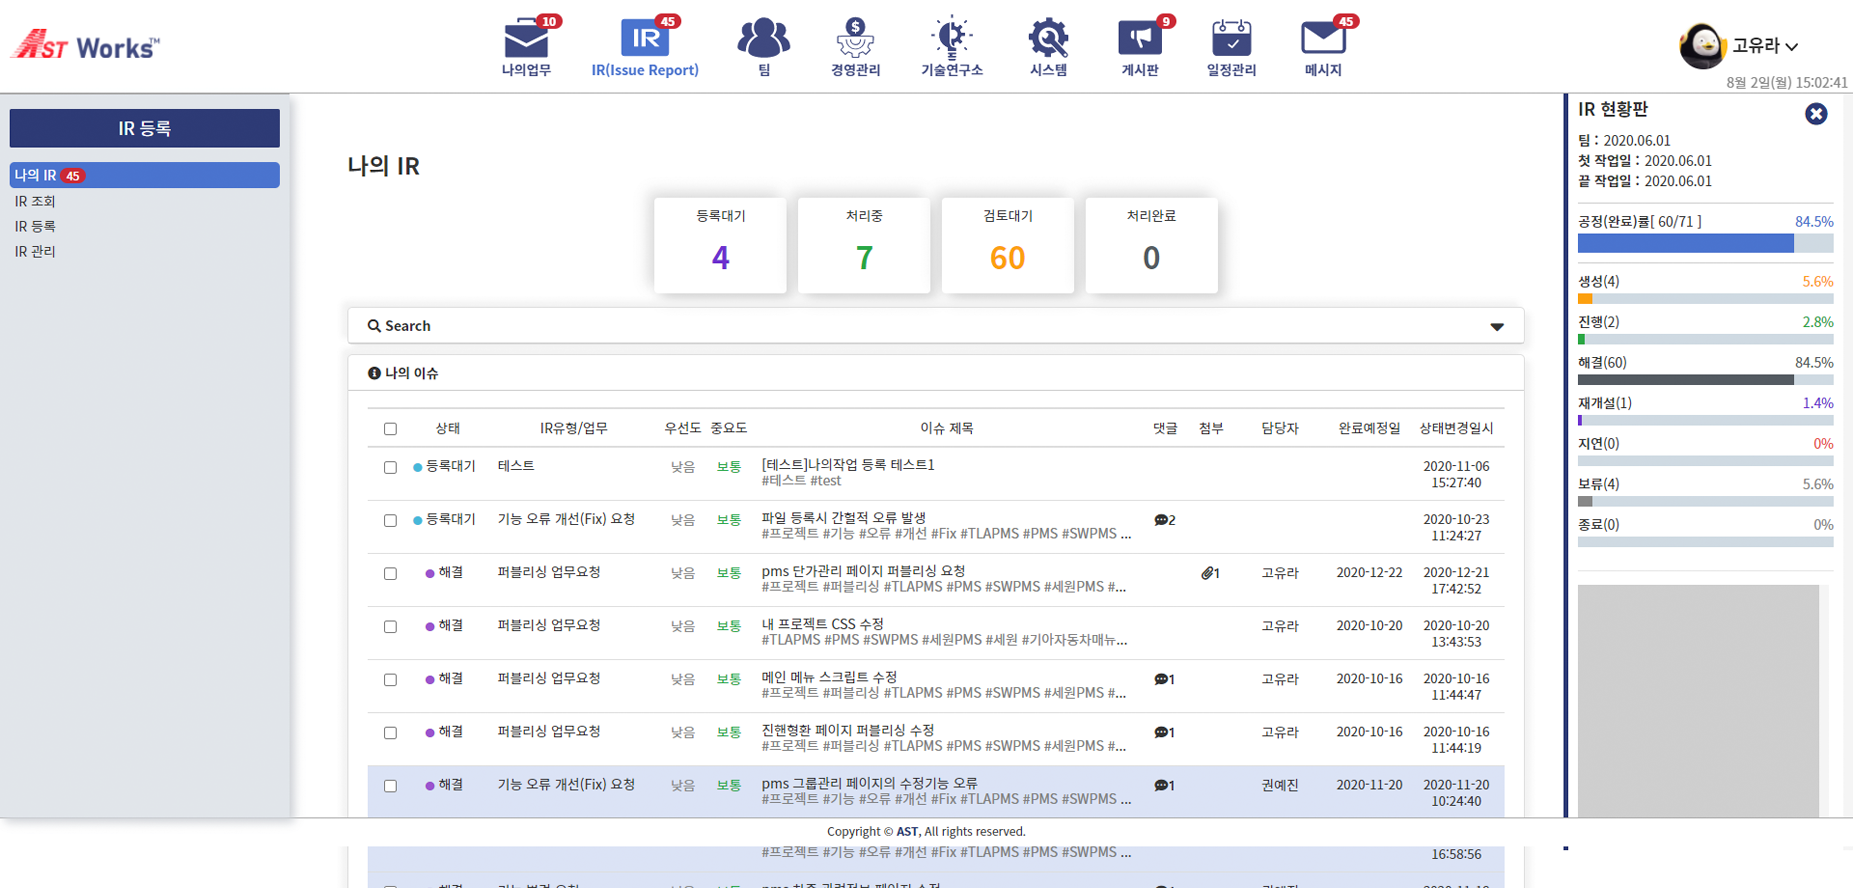 AST Works™
10
45
9
45
나의업무
IR
IR(Issue Report)
팀
경영관리
기술연구소
시스템
게시판
일정관리
메시지
고유라
8월 2일(월) 15:02:41
IR 등록
나의 IR 45
IR 조회
IR 등록
IR 관리
나의 IR
등록대기
4
처리중
7
검토대기
60
처리완료
0
Search
나의 이슈
상태 IR유형/업무 우선도 중요도 이슈 제목 댓글 첨부 담당자 완료예정일 상태변경일시
등록대기 테스트 낮음 보통 [테스트]나의작업 등록 테스트1 2020-11-06
#테스트 #test 15:27:40
등록대기 기능 오류 개선(Fix) 요청 낮음 보통 파일 등록시 간헐적 오류 발생 2 2020-10-23
#프로젝트 #기능 #오류 #개선 #Fix #TLAPMS #PMS #SWPMS ... 11:24:27
해결 퍼블리싱 업무요청 낮음 보통 pms 단가관리 페이지 퍼블리싱 요청 1 고유라 2020-12-22 2020-12-21
#프로젝트 #퍼블리싱 #TLAPMS #PMS #SWPMS #세원PMS #... 17:42:52
해결 퍼블리싱 업무요청 낮음 보통 내 프로젝트 CSS 수정 고유라 2020-10-20 2020-10-20
#TLAPMS #PMS #SWPMS #세원PMS #세원 #기아자동차매뉴... 13:43:53
해결 퍼블리싱 업무요청 낮음 보통 메인 메뉴 스크립트 수정 1 고유라 2020-10-16 2020-10-16
#프로젝트 #퍼블리싱 #TLAPMS #PMS #SWPMS #세원PMS #... 11:44:47
해결 퍼블리싱 업무요청 낮음 보통 진핸형환 페이지 퍼블리싱 수정 1 고유라 2020-10-16 2020-10-16
#프로젝트 #퍼블리싱 #TLAPMS #PMS #SWPMS #세원PMS #... 11:44:19
해결 기능 오류 개선(Fix) 요청 낮음 보통 pms 그룹관리 페이지의 수정기능 오류 1 권예진 2020-11-20 2020-11-20
#프로젝트 #기능 #오류 #개선 #Fix #TLAPMS #PMS #SWPMS ... 10:24:40
Copyright © AST, All rights reserved.
#프로젝트 #기능 #오류 #개선 #Fix #TLAPMS #PMS #SWPMS ... 16:58:56
IR 현황판
팀 : 2020.06.01
첫 작업일 : 2020.06.01
끝 작업일 : 2020.06.01
공정(완료)률[ 60/71 ] 84.5%
생성(4) 5.6%
진행(2) 2.8%
해결(60) 84.5%
재개설(1) 1.4%
지연(0) 0%
보류(4) 5.6%
종료(0) 0%